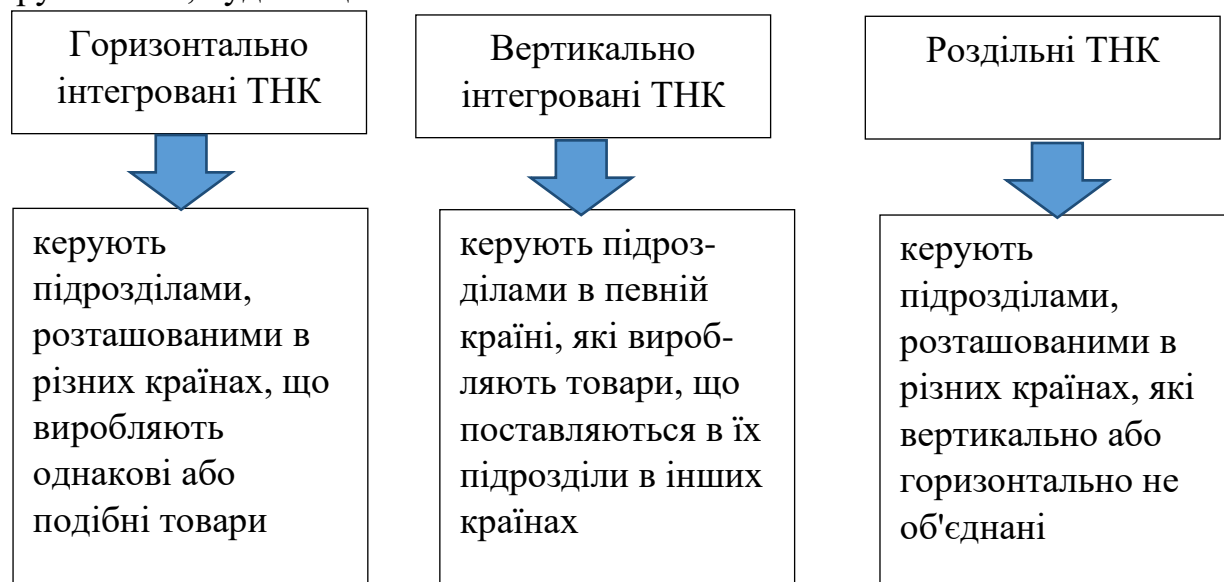 Горизонтально
інтегровані ТНК
Вертикально
інтегровані ТНК
Роздільні ТНК
керують
підрозділами,
розташованими в
різних країнах, що
виробляють
однакові або
подібні товари
керують підроз-
ділами в певній
країні, які вироб-
ляють товари, що
поставляються в їх
підрозділи в інших
країнах
керують
підрозділами,
розташованими в
різних країнах, які
вертикально або
горизонтально не
об'єднані